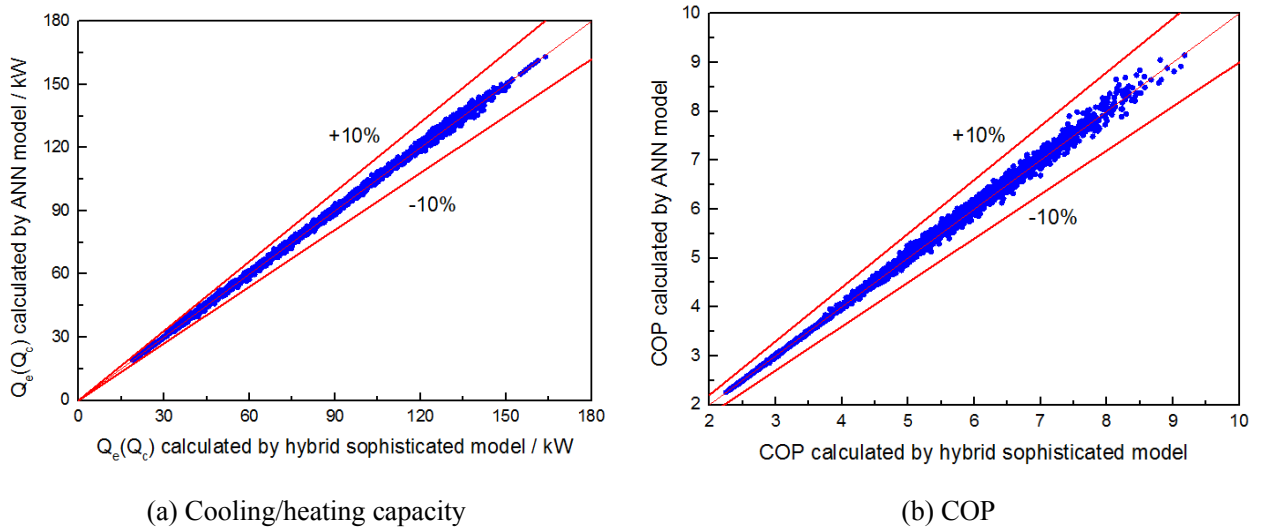 180
150
120
90
60
30
0
Qₑ(Q꜀) calculated by ANN model / kW
+10%
-10%
0 30 60 90 120 150 180
Qₑ(Q꜀) calculated by hybrid sophisticated model / kW
(a) Cooling/heating capacity
10
9
8
7
6
5
4
3
2
COP calculated by ANN model
+10%
-10%
2 3 4 5 6 7 8 9 10
COP calculated by hybrid sophisticated model
(b) COP